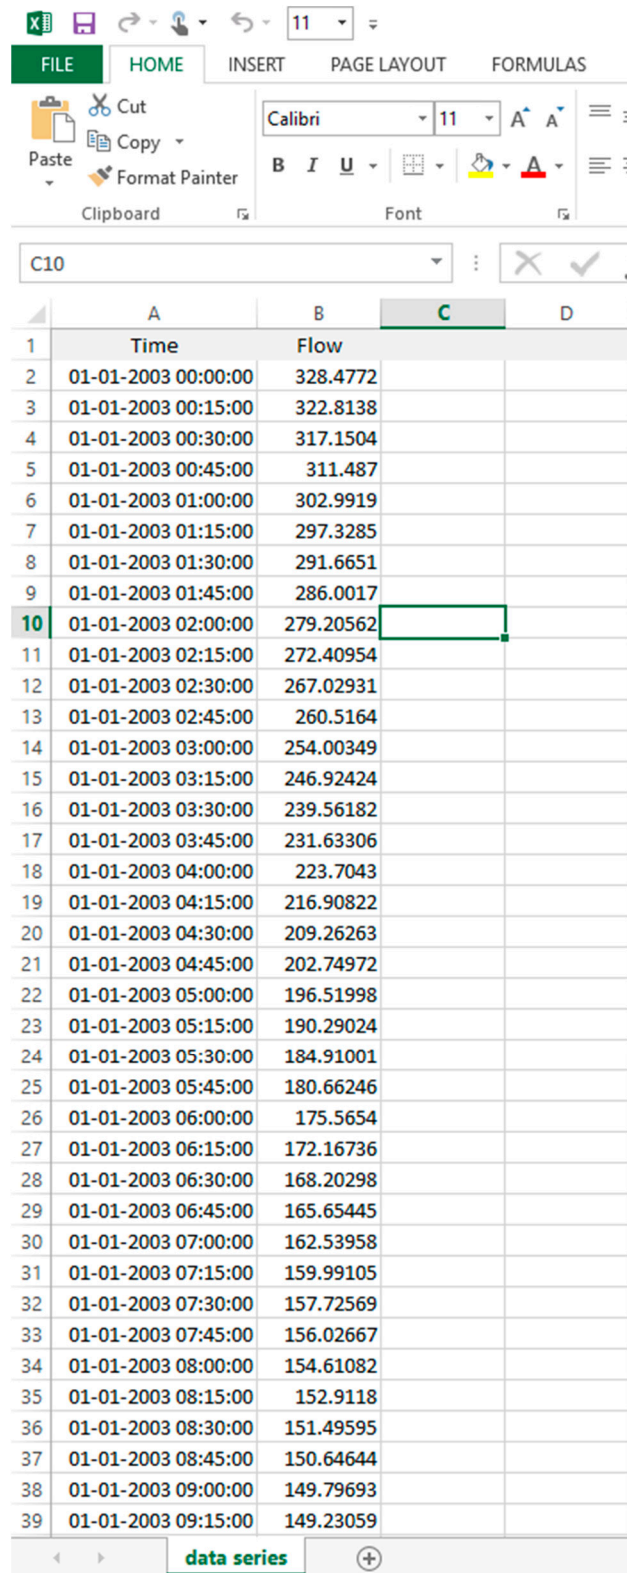 11
FILE HOME INSERT PAGE LAYOUT FORMULAS
Cut
Calibri 11 A A
Copy
Paste
B I U A
Format Painter
Clipboard Font
C10
A B C D
1 Time Flow
2 01-01-2003 00:00:00 328.4772
3 01-01-2003 00:15:00 322.8138
4 01-01-2003 00:30:00 317.1504
5 01-01-2003 00:45:00 311.487
6 01-01-2003 01:00:00 302.9919
7 01-01-2003 01:15:00 297.3285
8 01-01-2003 01:30:00 291.6651
9 01-01-2003 01:45:00 286.0017
10 01-01-2003 02:00:00 279.20562
11 01-01-2003 02:15:00 272.40954
12 01-01-2003 02:30:00 267.02931
13 01-01-2003 02:45:00 260.5164
14 01-01-2003 03:00:00 254.00349
15 01-01-2003 03:15:00 246.92424
16 01-01-2003 03:30:00 239.56182
17 01-01-2003 03:45:00 231.63306
18 01-01-2003 04:00:00 223.7043
19 01-01-2003 04:15:00 216.90822
20 01-01-2003 04:30:00 209.26263
21 01-01-2003 04:45:00 202.74972
22 01-01-2003 05:00:00 196.51998
23 01-01-2003 05:15:00 190.29024
24 01-01-2003 05:30:00 184.91001
25 01-01-2003 05:45:00 180.66246
26 01-01-2003 06:00:00 175.5654
27 01-01-2003 06:15:00 172.16736
28 01-01-2003 06:30:00 168.20298
29 01-01-2003 06:45:00 165.65445
30 01-01-2003 07:00:00 162.53958
31 01-01-2003 07:15:00 159.99105
32 01-01-2003 07:30:00 157.72569
33 01-01-2003 07:45:00 156.02667
34 01-01-2003 08:00:00 154.61082
35 01-01-2003 08:15:00 152.9118
36 01-01-2003 08:30:00 151.49595
37 01-01-2003 08:45:00 150.64644
38 01-01-2003 09:00:00 149.79693
39 01-01-2003 09:15:00 149.23059
data series